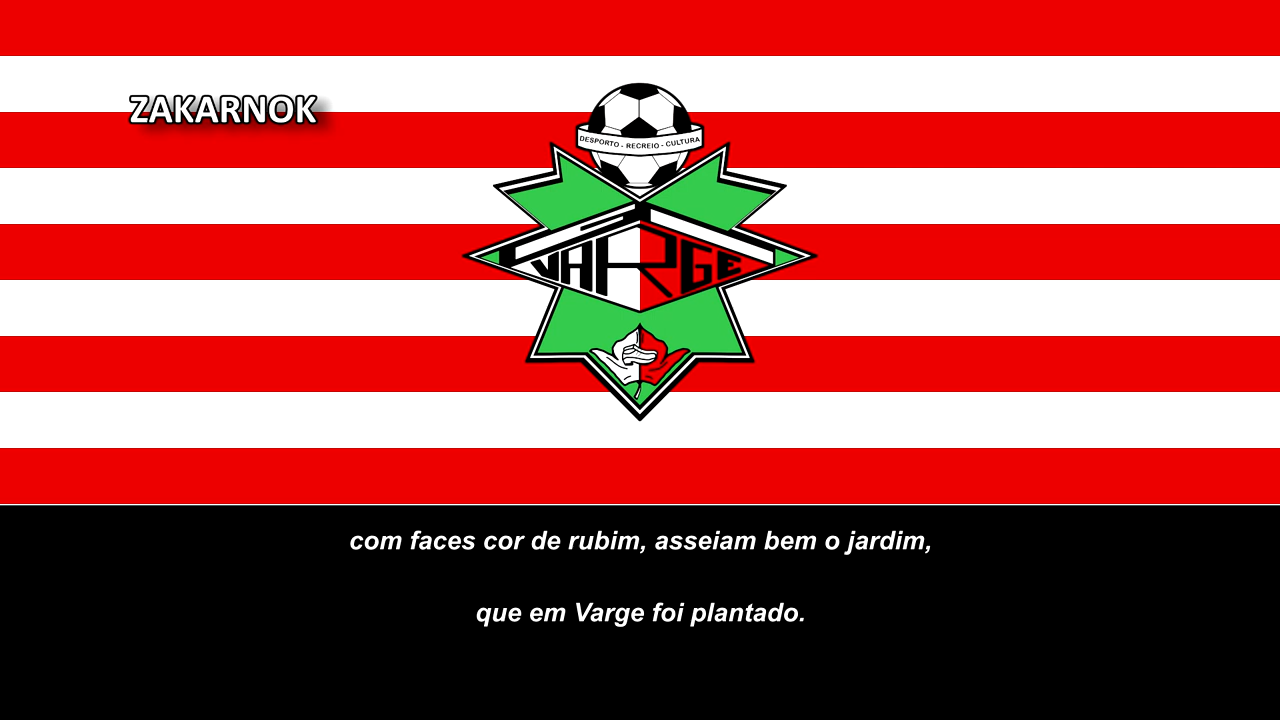 ZAKARNOK
DESPORTO - RECREIO - CULTURA
VARGE
com faces cor de rubim, asseiam bem o jardim,
que em Varge foi plantado.